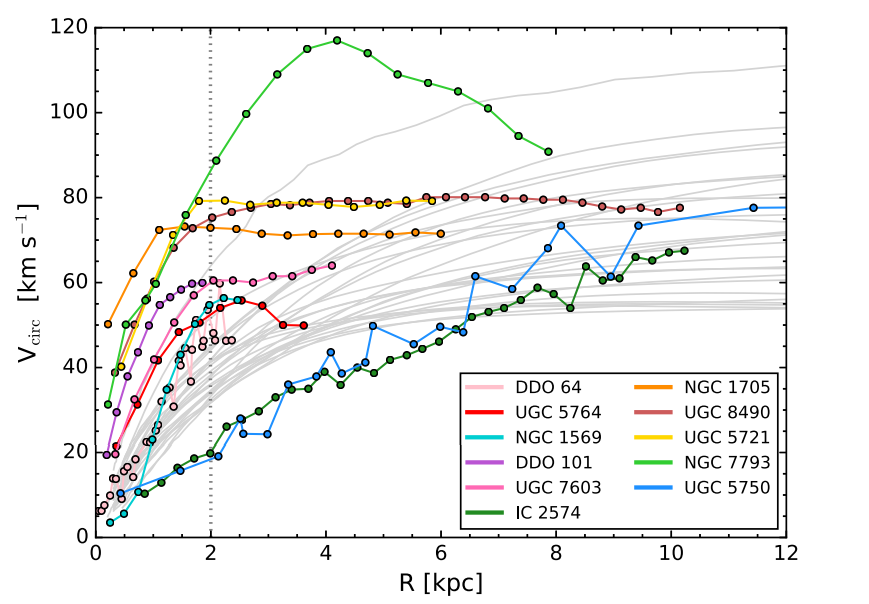 120
100
80
60
40
20
0
V_circ [km s⁻¹]
0 2 4 6 8 10 12
R [kpc]
DDO 64
UGC 5764
NGC 1569
DDO 101
UGC 7603
IC 2574
NGC 1705
UGC 8490
UGC 5721
NGC 7793
UGC 5750